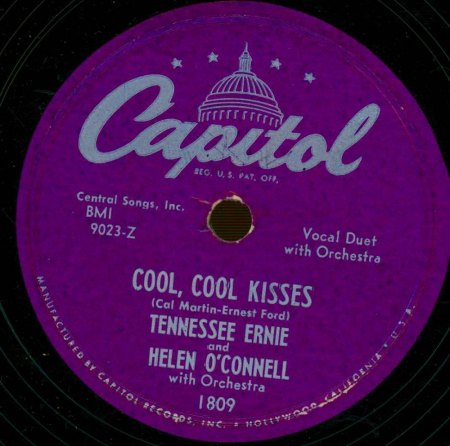 Capitol
REG. U.S. PAT. OFF.
Central Songs, Inc.
BMI
9023-Z
Vocal Duet
with Orchestra
COOL, COOL KISSES
(Cal Martin-Ernest Ford)
TENNESSEE ERNIE
and
HELEN O'CONNELL
with Orchestra
1809
MANUFACTURED BY CAPITOL RECORDS, INC. • HOLLYWOOD, CALIFORNIA • U.S.A.